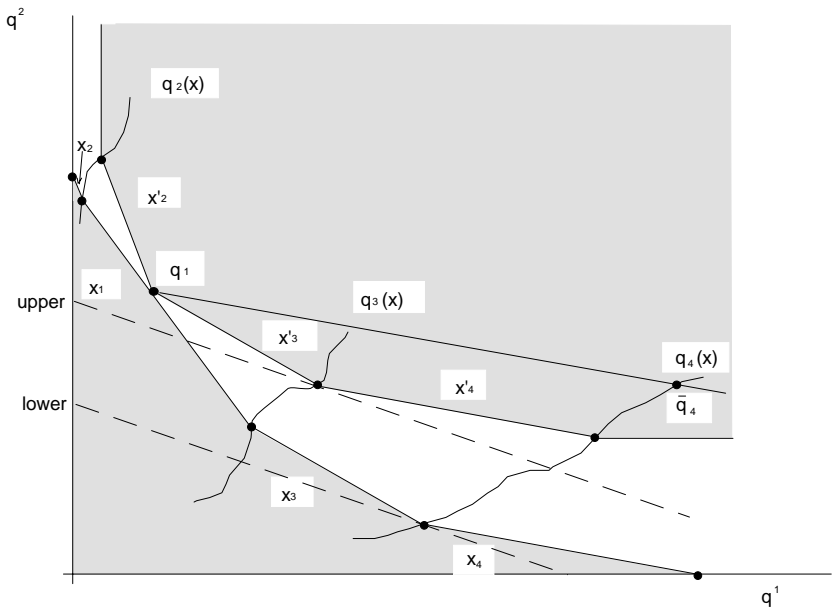 q²
q₂(x)
x₂
x'₂
q₁
x₁
upper
q₃(x)
x'₃
q₄(x)
x'₄
q̄₄
lower
x₃
x₄
q¹